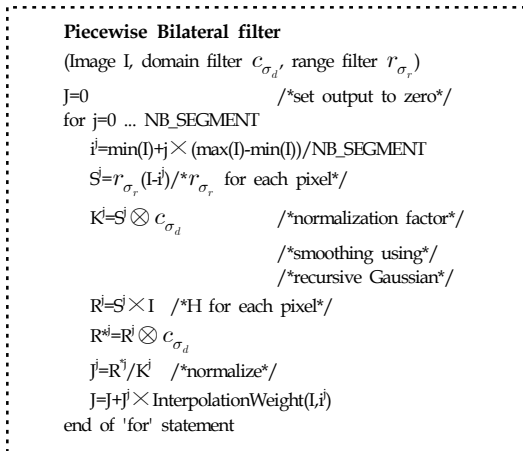 Piecewise Bilateral filter
(Image I, domain filter c_{σ_d}, range filter r_{σ_r})
J=0 /*set output to zero*/
for j=0 ... NB_SEGMENT
i^j=min(I)+j×(max(I)-min(I))/NB_SEGMENT
S^j=r_{σ_r}(I-i^j)/*r_{σ_r} for each pixel*/
K^j=S^j⊗c_{σ_d} /*normalization factor*/
/*smoothing using*/
/*recursive Gaussian*/
R^j=S^j×I /*H for each pixel*/
R^{*j}=R^j⊗c_{σ_d}
J^j=R^{*j}/K^j /*normalize*/
J=J+J^j×InterpolationWeight(I,i^j)
end of 'for' statement